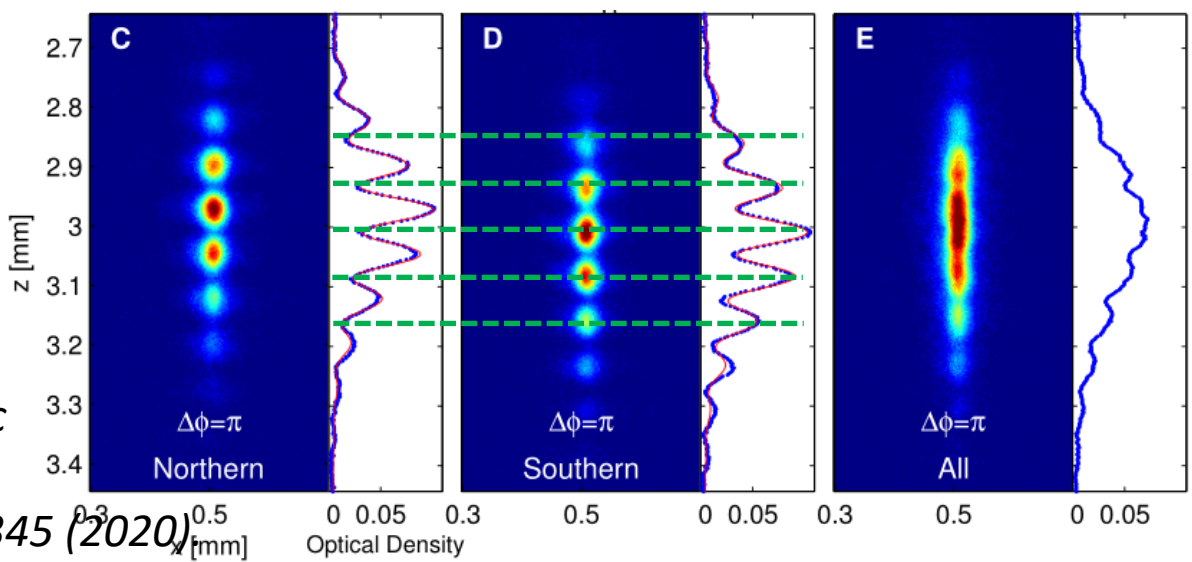 C
D
E
2.7
2.8
2.9
3
3.1
3.2
3.3
3.4
z [mm]
Δϕ=π
Northern
Δϕ=π
Southern
Δϕ=π
All
c
0.3 0.5 0 0.05 0.3 0.5 0 0.05 0.3 0.5 0 0.05
345 (2020).
[mm] Optical Density